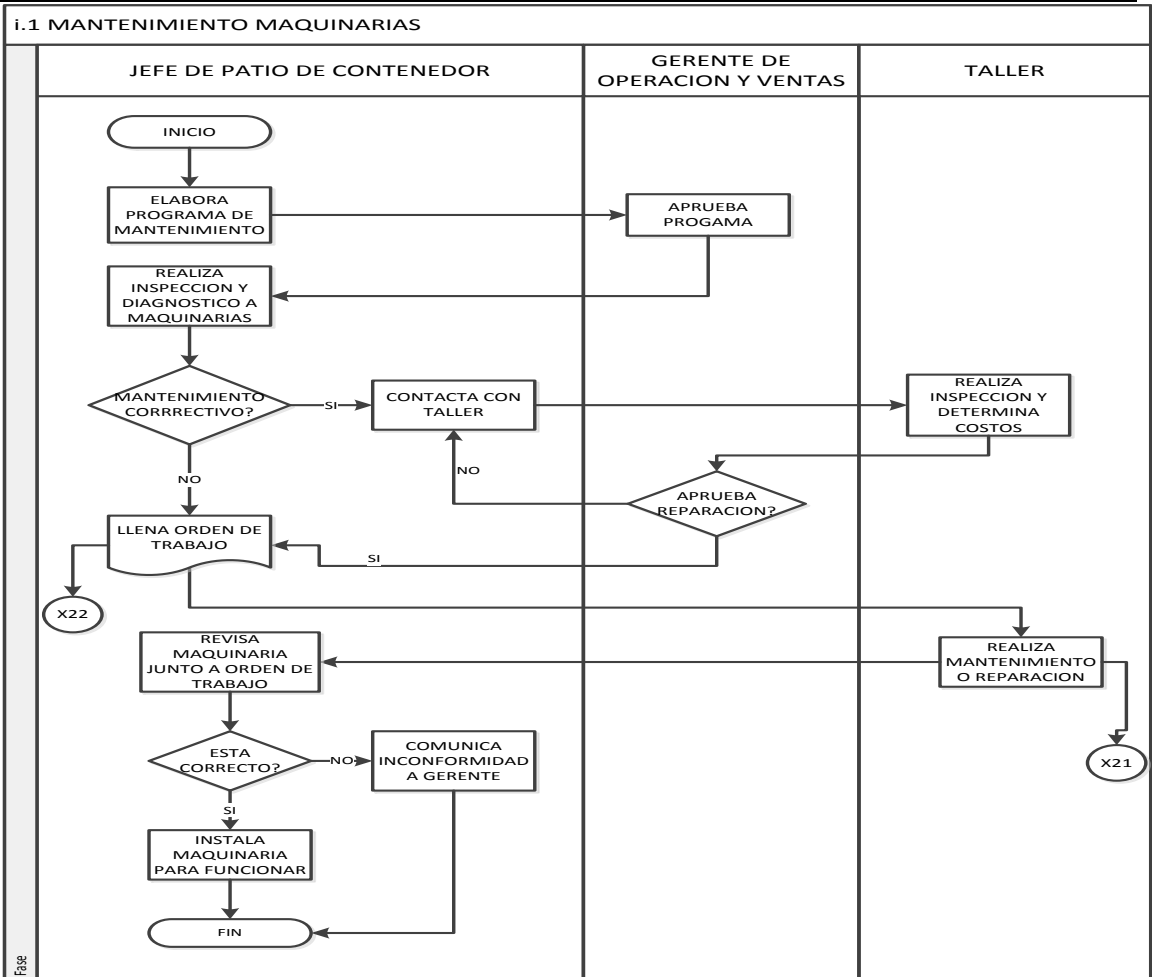 i.1 MANTENIMIENTO MAQUINARIAS
JEFE DE PATIO DE CONTENEDOR
GERENTE DE
OPERACION Y VENTAS
TALLER
INICIO
ELABORA
PROGRAMA DE
MANTENIMIENTO
APRUEBA
PROGAMA
REALIZA
INSPECCION Y
DIAGNOSTICO A
MAQUINARIAS
MANTENIMIENTO
CORRRECTIVO?
SI
CONTACTA CON
TALLER
REALIZA
INSPECCION Y
DETERMINA
COSTOS
NO
NO
APRUEBA
REPARACION?
LLENA ORDEN DE
TRABAJO
SI
X22
REVISA
MAQUINARIA
JUNTO A ORDEN DE
TRABAJO
REALIZA
MANTENIMIENTO
O REPARACION
ESTA
CORRECTO?
NO
COMUNICA
INCONFORMIDAD
A GERENTE
X21
SI
INSTALA
MAQUINARIA
PARA FUNCIONAR
FIN
Fase